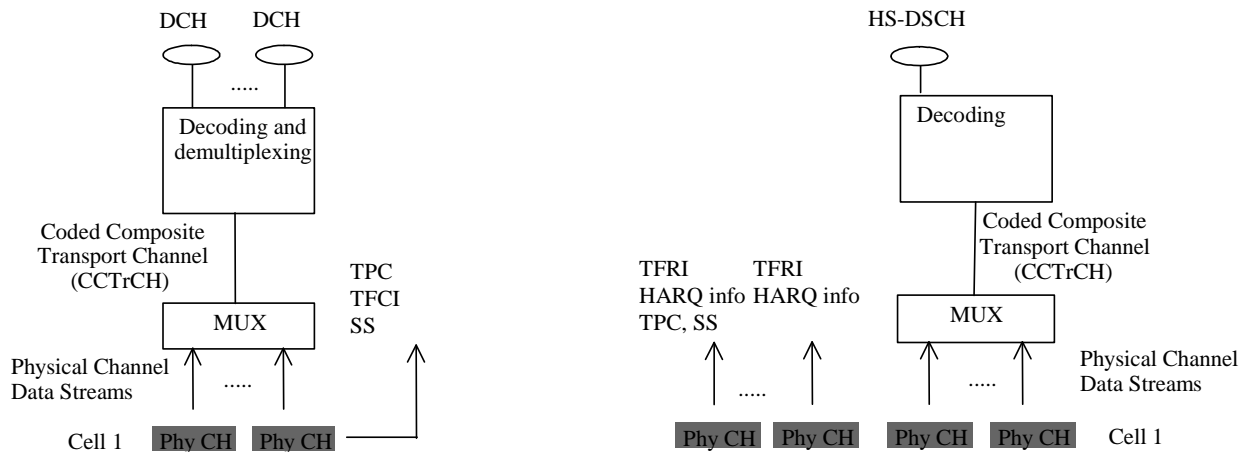 DCH DCH
.....
Decoding and
demultiplexing
Coded Composite
Transport Channel
(CCTrCH)
TPC
TFCI
SS
MUX
Physical Channel
Data Streams
.....
Cell 1 Phy CH Phy CH
HS-DSCH
Decoding
Coded Composite
Transport Channel
(CCTrCH)
TFRI
HARQ info
TPC, SS
TFRI
HARQ info
MUX
Physical Channel
Data Streams
.....
.....
Phy CH Phy CH Phy CH Phy CH Cell 1